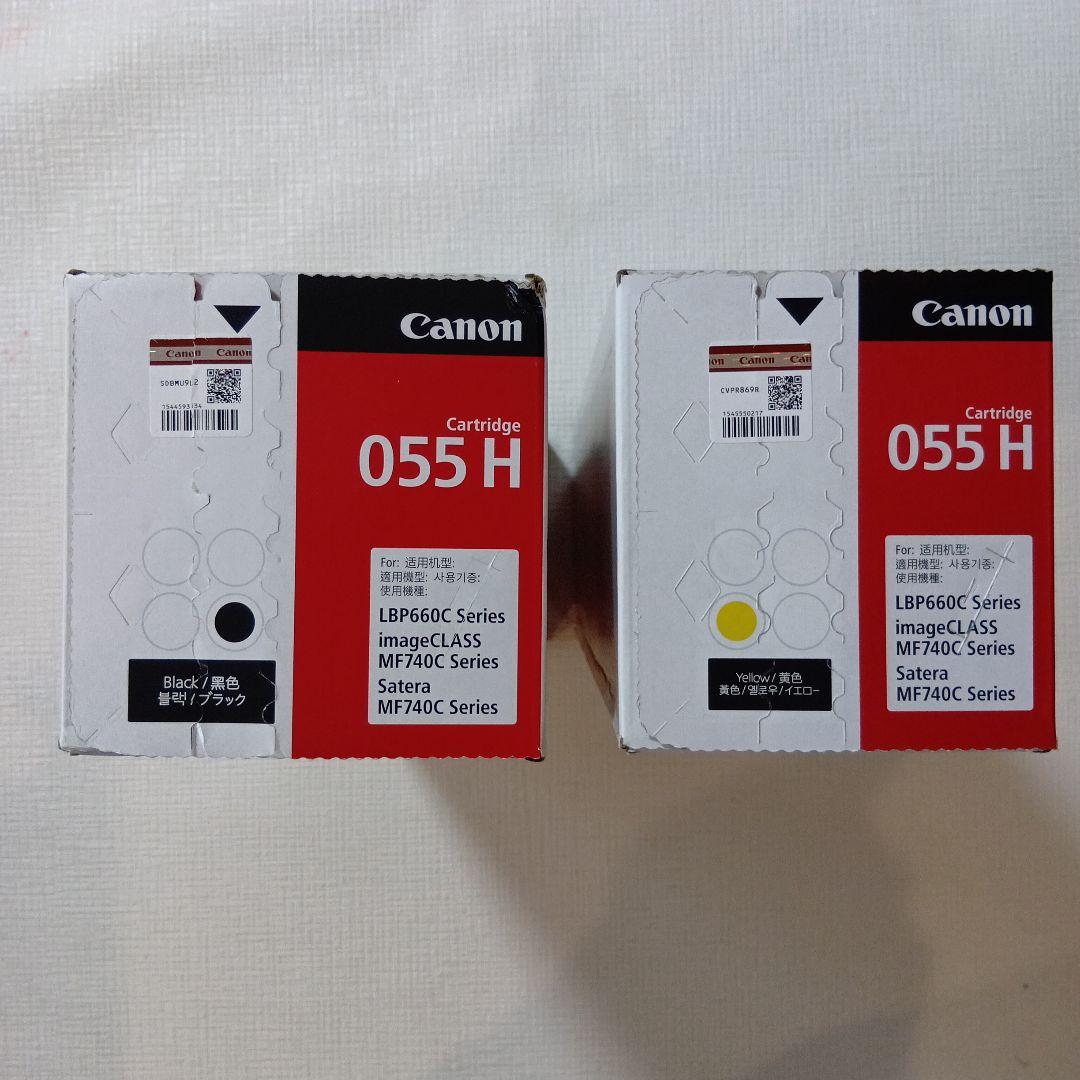 Canon Canon
SDBMU9L2
1544593134
Canon
Cartridge
055 H
For: 适用机型:
適用機型: 사용기종:
使用機種:
LBP660C Series
imageCLASS
MF740C Series
Satera
MF740C Series
Black/黑色
블랙/ブラック
Canon
CVPR869R
1545550217
Canon
Cartridge
055 H
For: 适用机型:
適用機型: 사용기종:
使用機種:
LBP660C Series
imageCLASS
MF740C Series
Satera
MF740C Series
Yellow/黄色
黃色/옐로우/イエロー